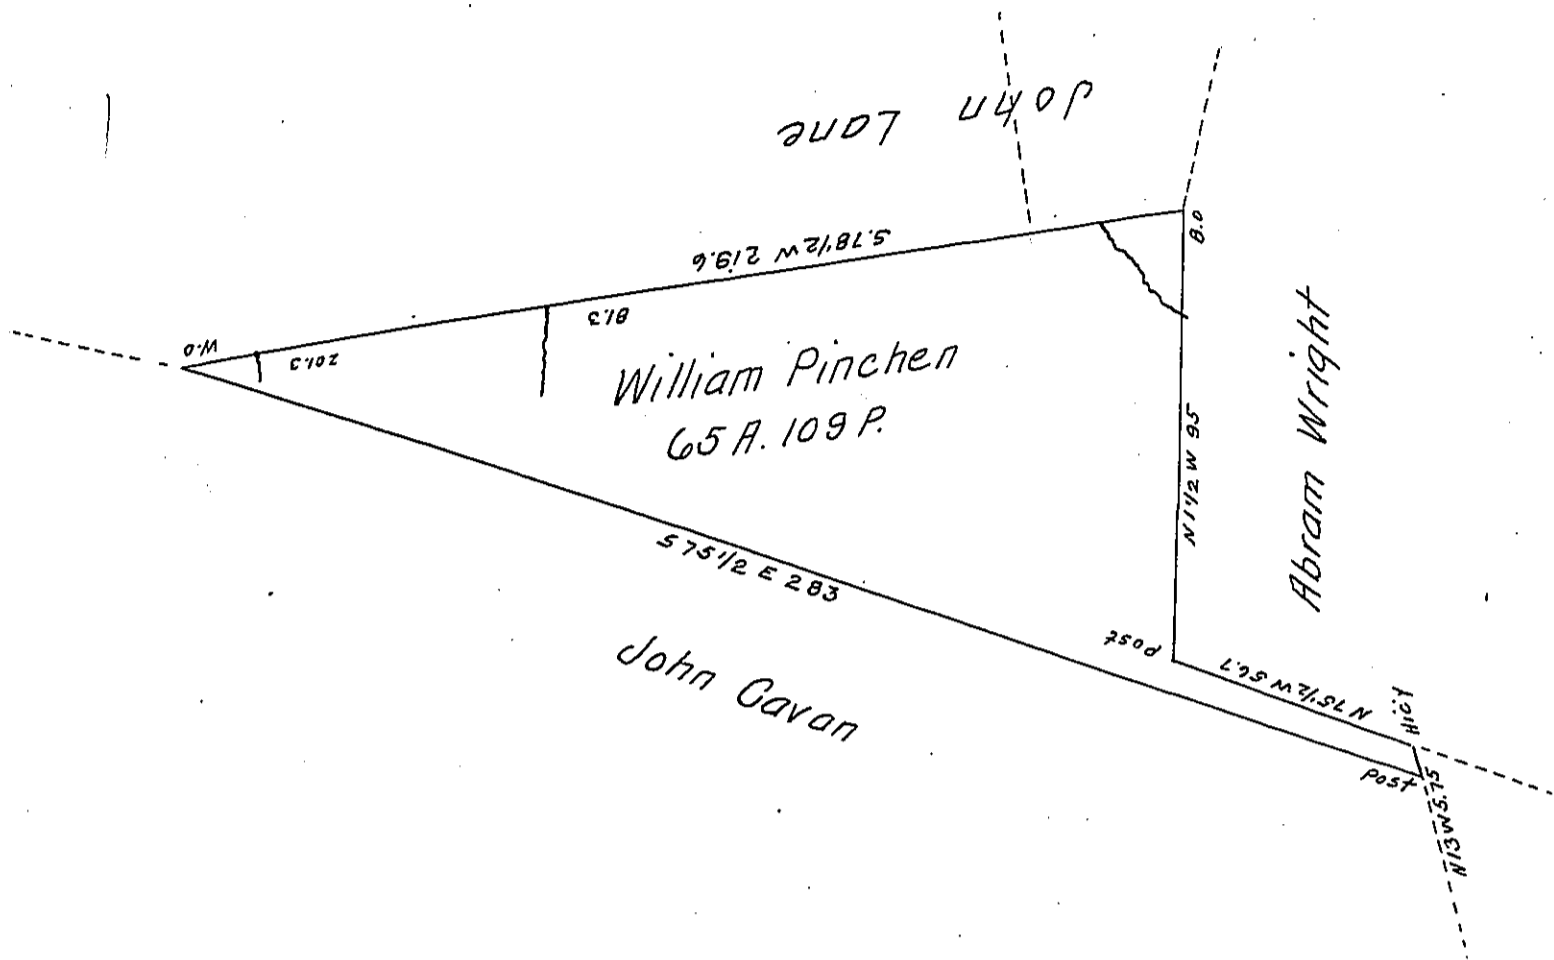 John Lane
S. 78 1/2 W 219.6
B.O
W.O
201.3
81.3
William Pinchen
65 A. 109 P.
N 1 1/2 W 95
Abram Wright
S 75 1/2 E 283
John Cavan
Post
N 75 1/2 W 56.7
Hic'y
Post
N 13 W 5.75